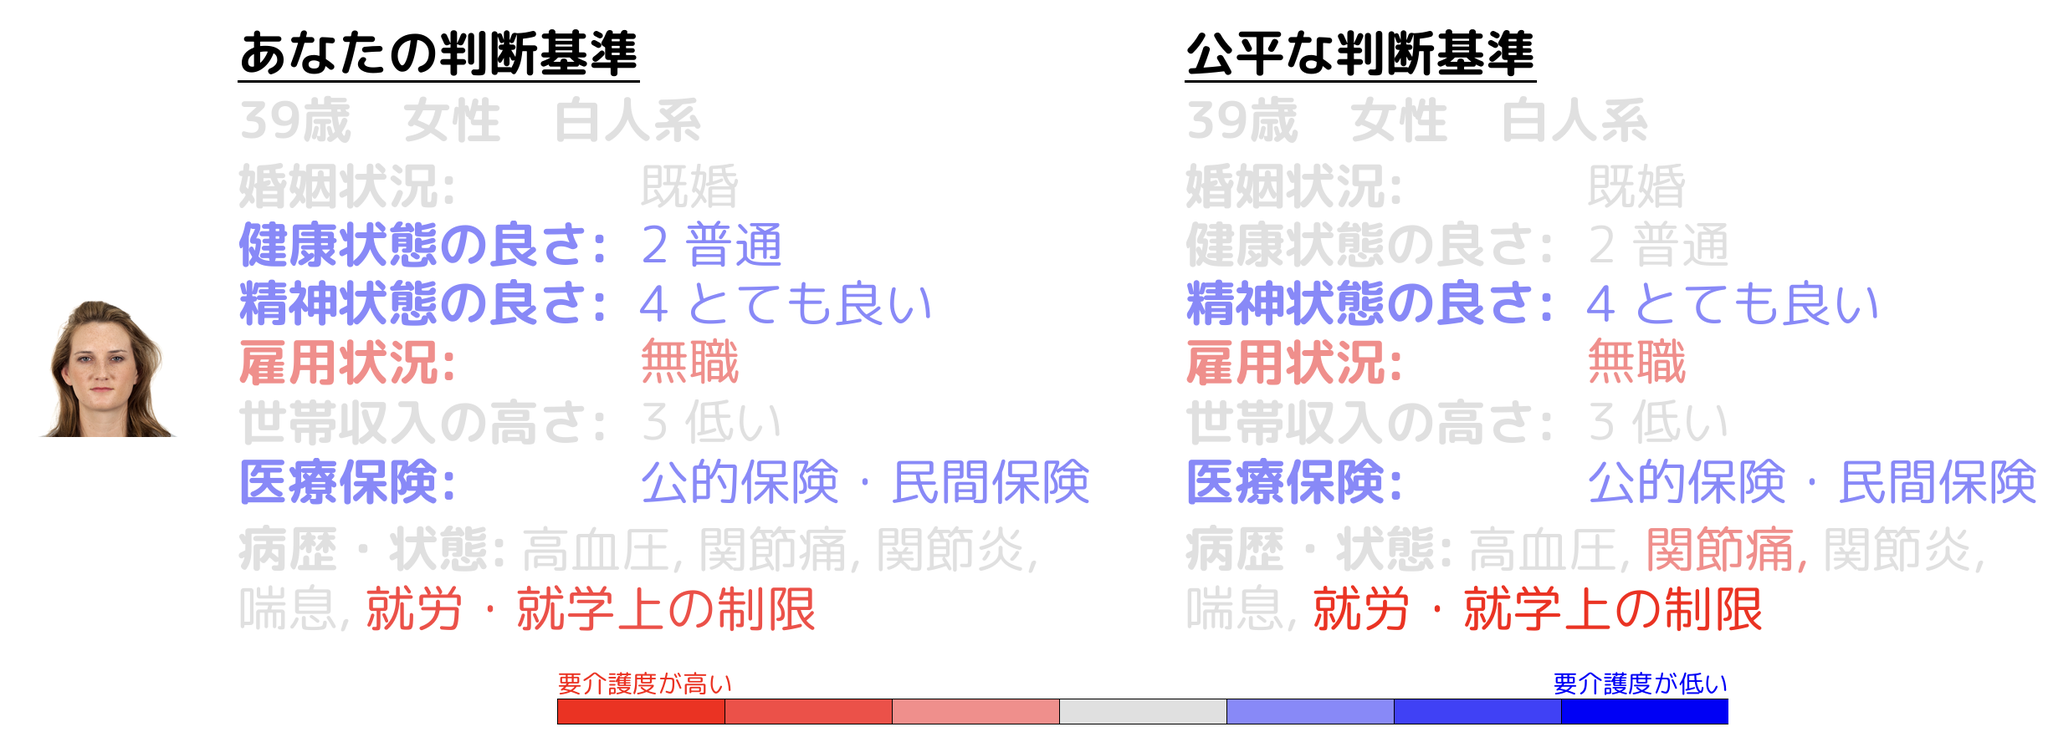 あなたの判断基準
39歳　女性　白人系
婚姻状況: 既婚
健康状態の良さ: 2 普通
精神状態の良さ: 4 とても良い
雇用状況: 無職
世帯収入の高さ: 3 低い
医療保険: 公的保険・民間保険
病歴・状態: 高血圧, 関節痛, 関節炎,
喘息, 就労・就学上の制限
公平な判断基準
39歳　女性　白人系
婚姻状況: 既婚
健康状態の良さ: 2 普通
精神状態の良さ: 4 とても良い
雇用状況: 無職
世帯収入の高さ: 3 低い
医療保険: 公的保険・民間保険
病歴・状態: 高血圧, 関節痛, 関節炎,
喘息, 就労・就学上の制限
要介護度が高い
要介護度が低い